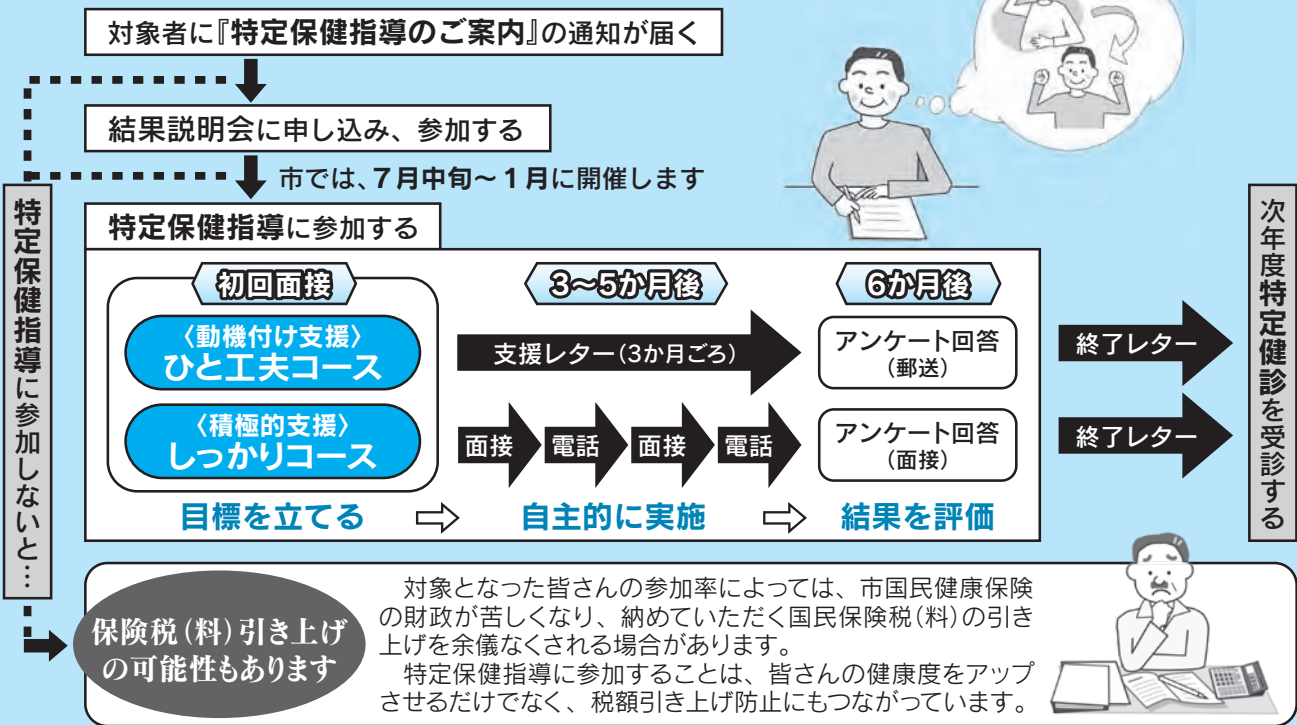 対象者に『特定保健指導のご案内』の通知が届く
結果説明会に申し込み、参加する
市では、7月中旬～1月に開催します
特定保健指導に参加する
初回面接
3～5か月後
6か月後
〈動機付け支援〉
ひと工夫コース
支援レター（3か月ごろ）
アンケート回答
（郵送）
終了レター
〈積極的支援〉
しっかりコース
面接
電話
面接
電話
アンケート回答
（面接）
終了レター
目標を立てる
自主的に実施
結果を評価
次年度特定健診を受診する
特定保健指導に参加しないと…
保険税（料）引き上げ
の可能性もあります
対象となった皆さんの参加率によっては、市国民健康保険
の財政が苦しくなり、納めていただく国民保険税（料）の引き
上げを余儀なくされる場合があります。
特定保健指導に参加することは、皆さんの健康度をアップ
させるだけでなく、税額引き上げ防止にもつながっています。